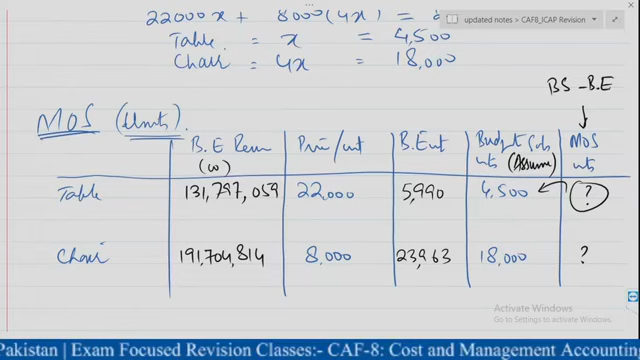 22000x + 8000(4x) =
Table = x = 4,500
Chair = 4x = 18,000
updated notes > CAF8_ICAP Revision
BS - B.E
MOS (Units).
B.E Renu (w) Price/unt B.E unt Budget Sales unts (Assume) MOS unts
Table 131,797,059 22,000 5,990 4,500 ?
Chair 191,704,814 8,000 23,963 18,000 ?
Activate Windows
Go to Settings to activate Windows.
Pakistan | Exam Focused Revision Classes:- CAF-8: Cost and Management Accounting